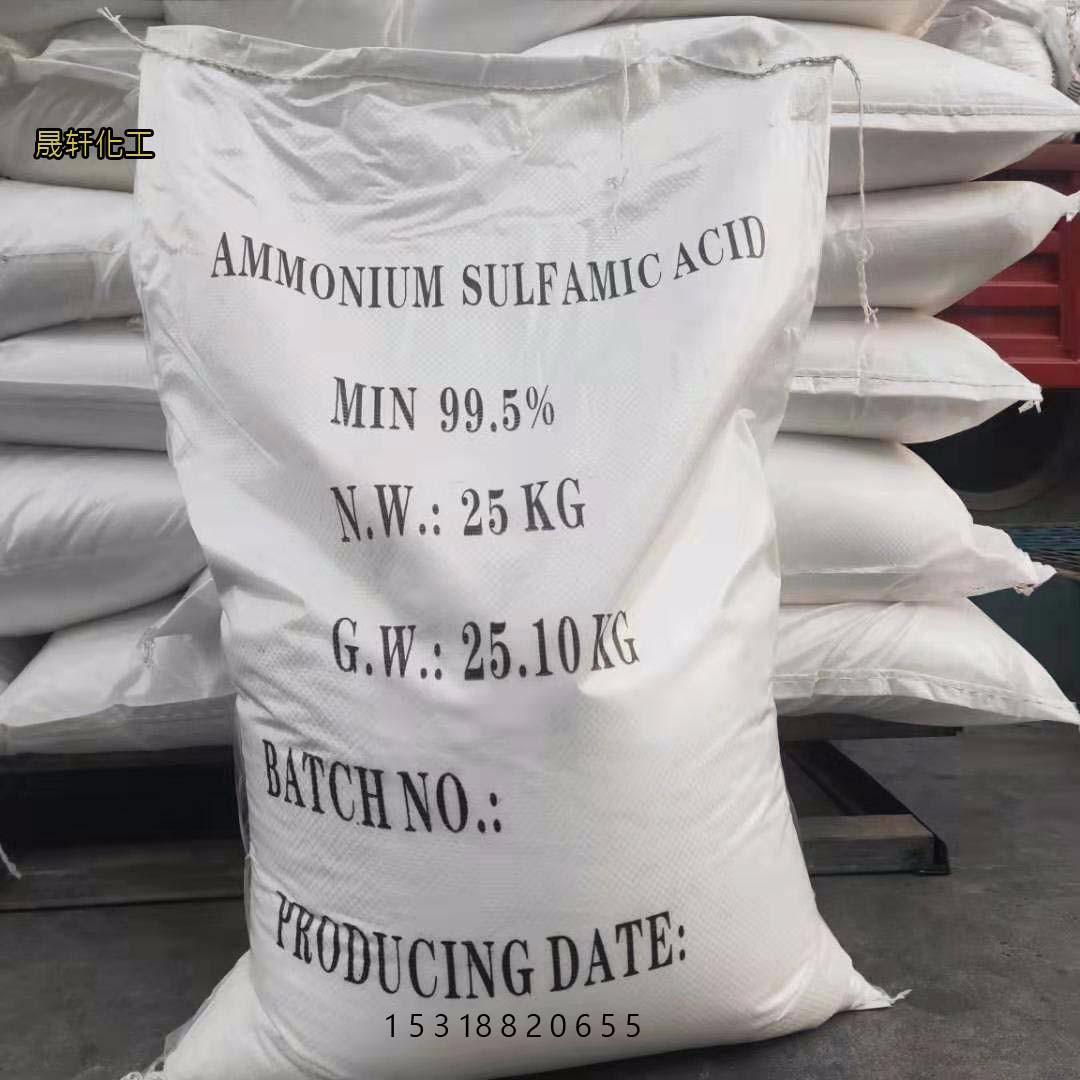 晟轩化工
AMMONIUM SULFAMIC ACID
MIN 99.5%
N.W.: 25 KG
G.W.: 25.10 KG
BATCH NO.:
PRODUCING DATE:
15318820655